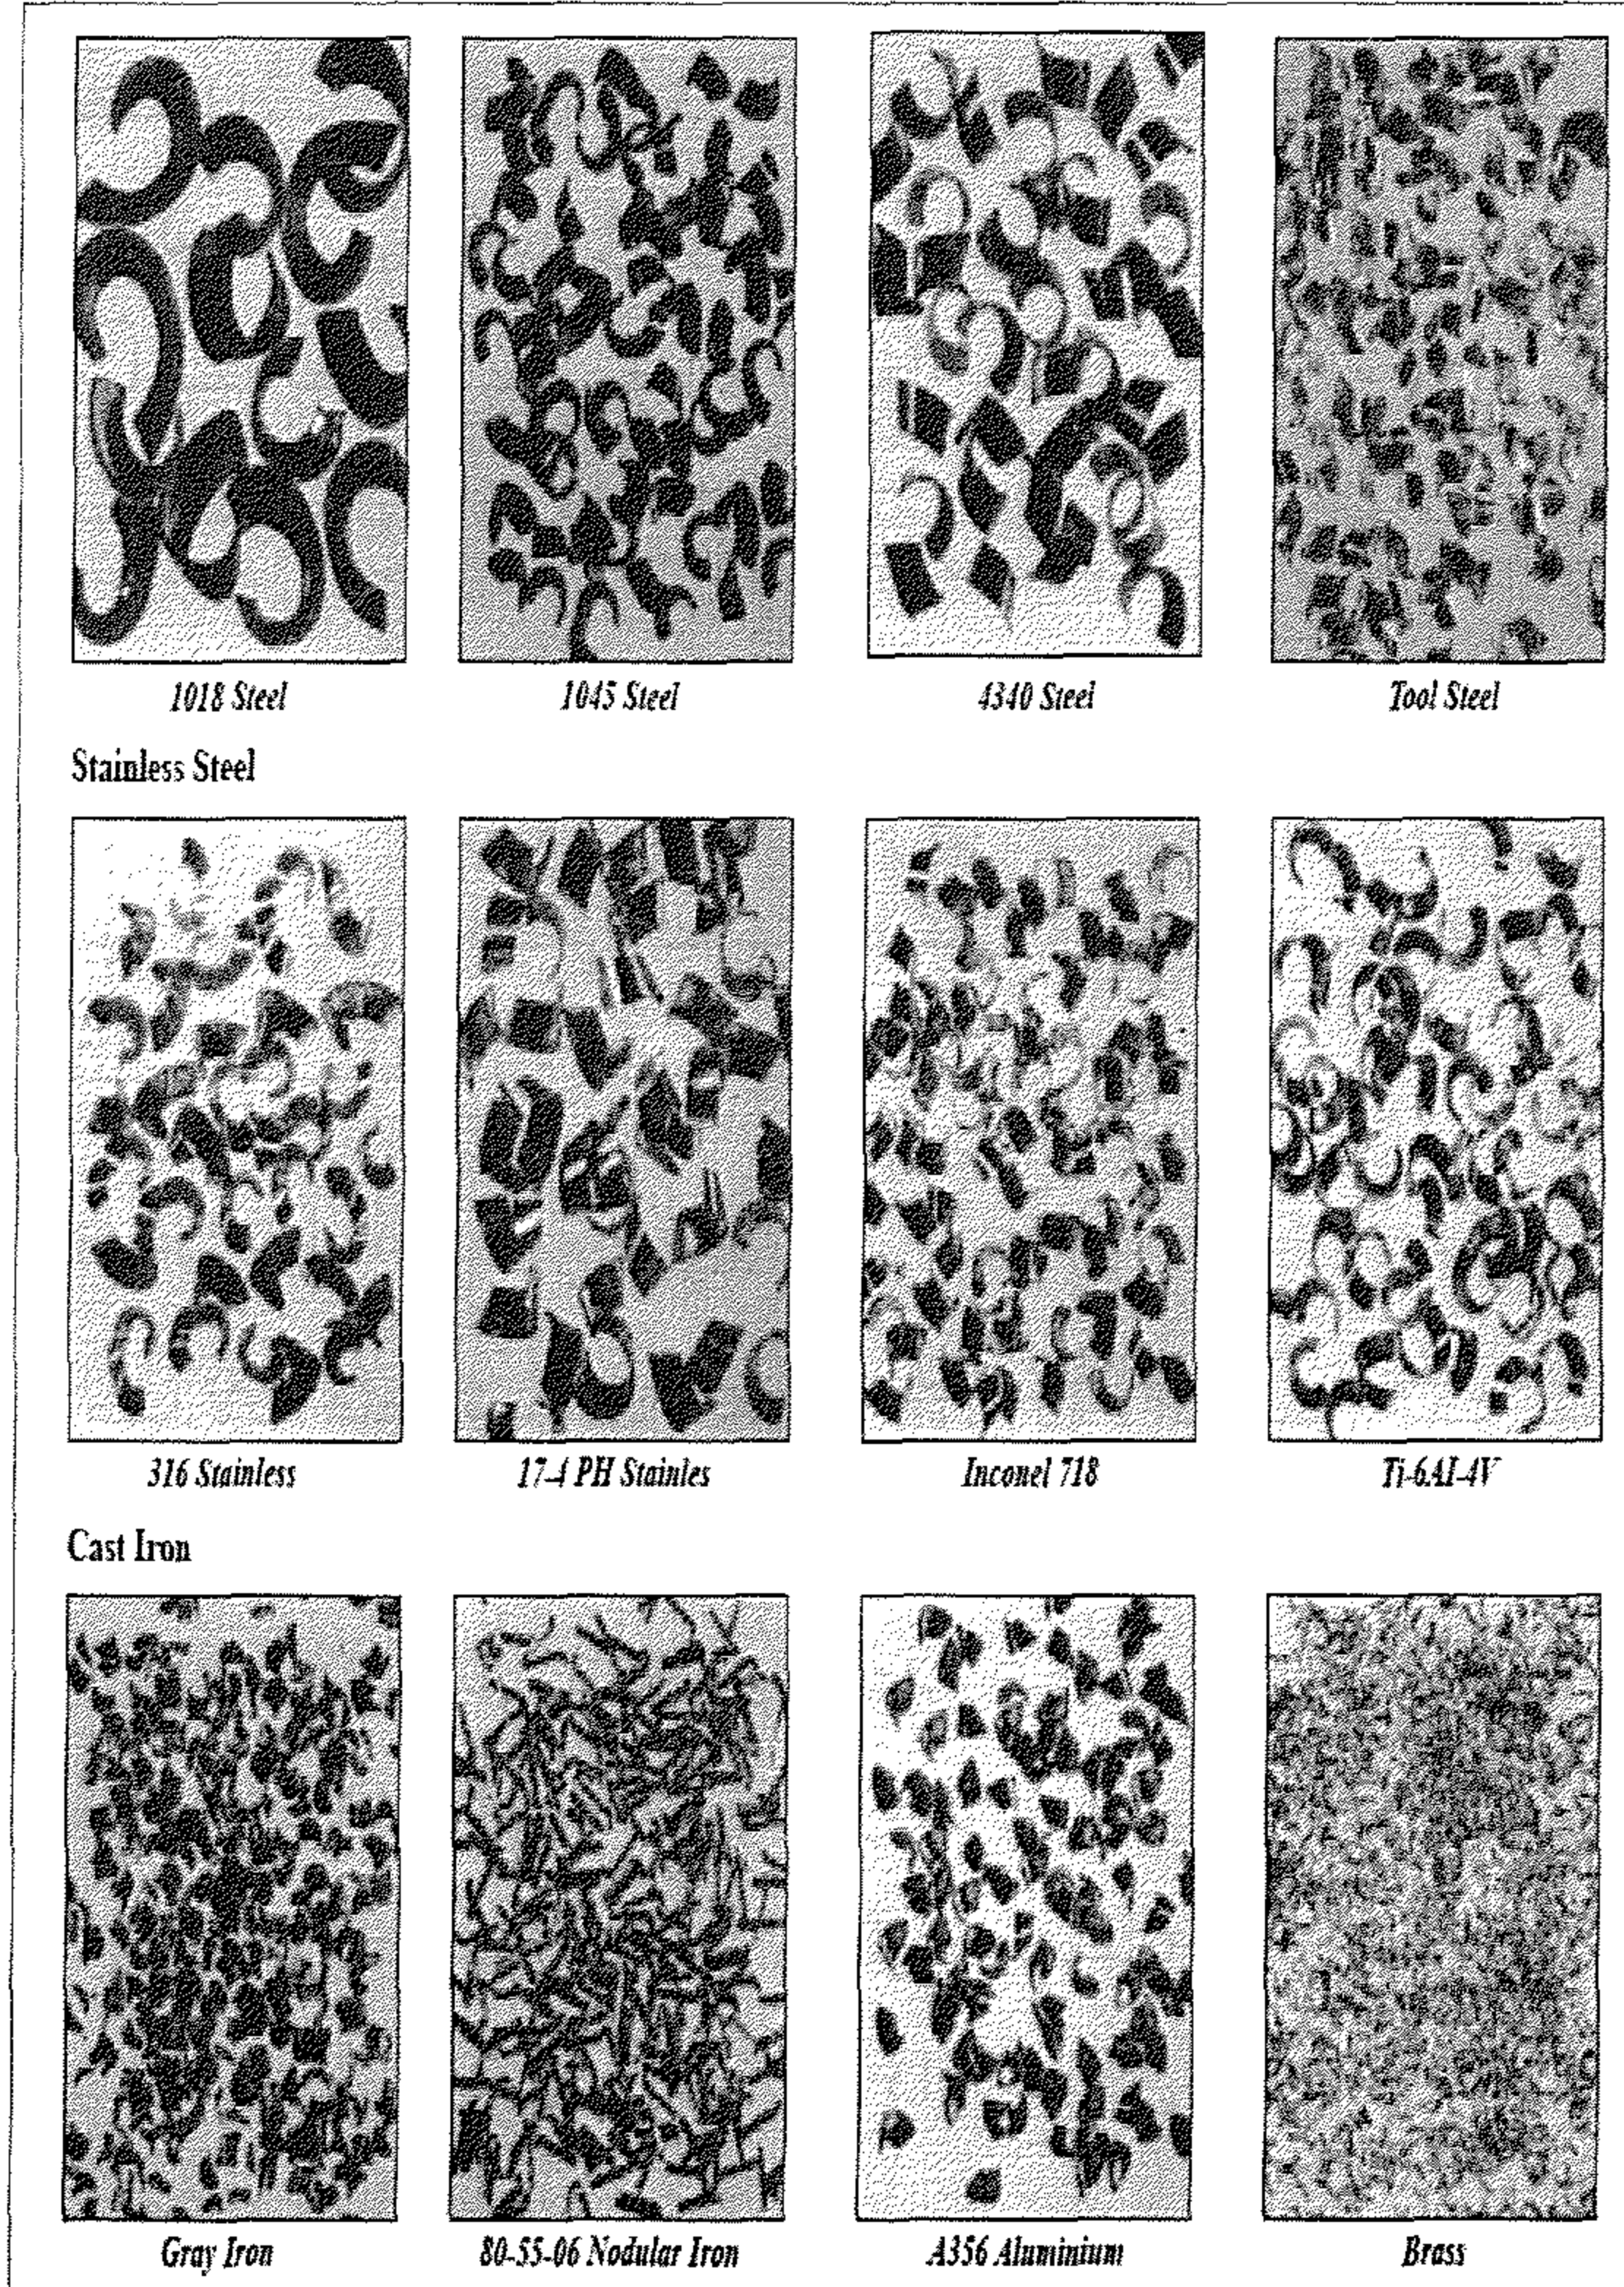 1018 Steel
1045 Steel
4340 Steel
Tool Steel
Stainless Steel
316 Stainless
17-4 PH Stainles
Inconel 718
Ti-6AI-4V
Cast Iron
Gray Iron
80-55-06 Nodular Iron
A356 Aluminium
Brass